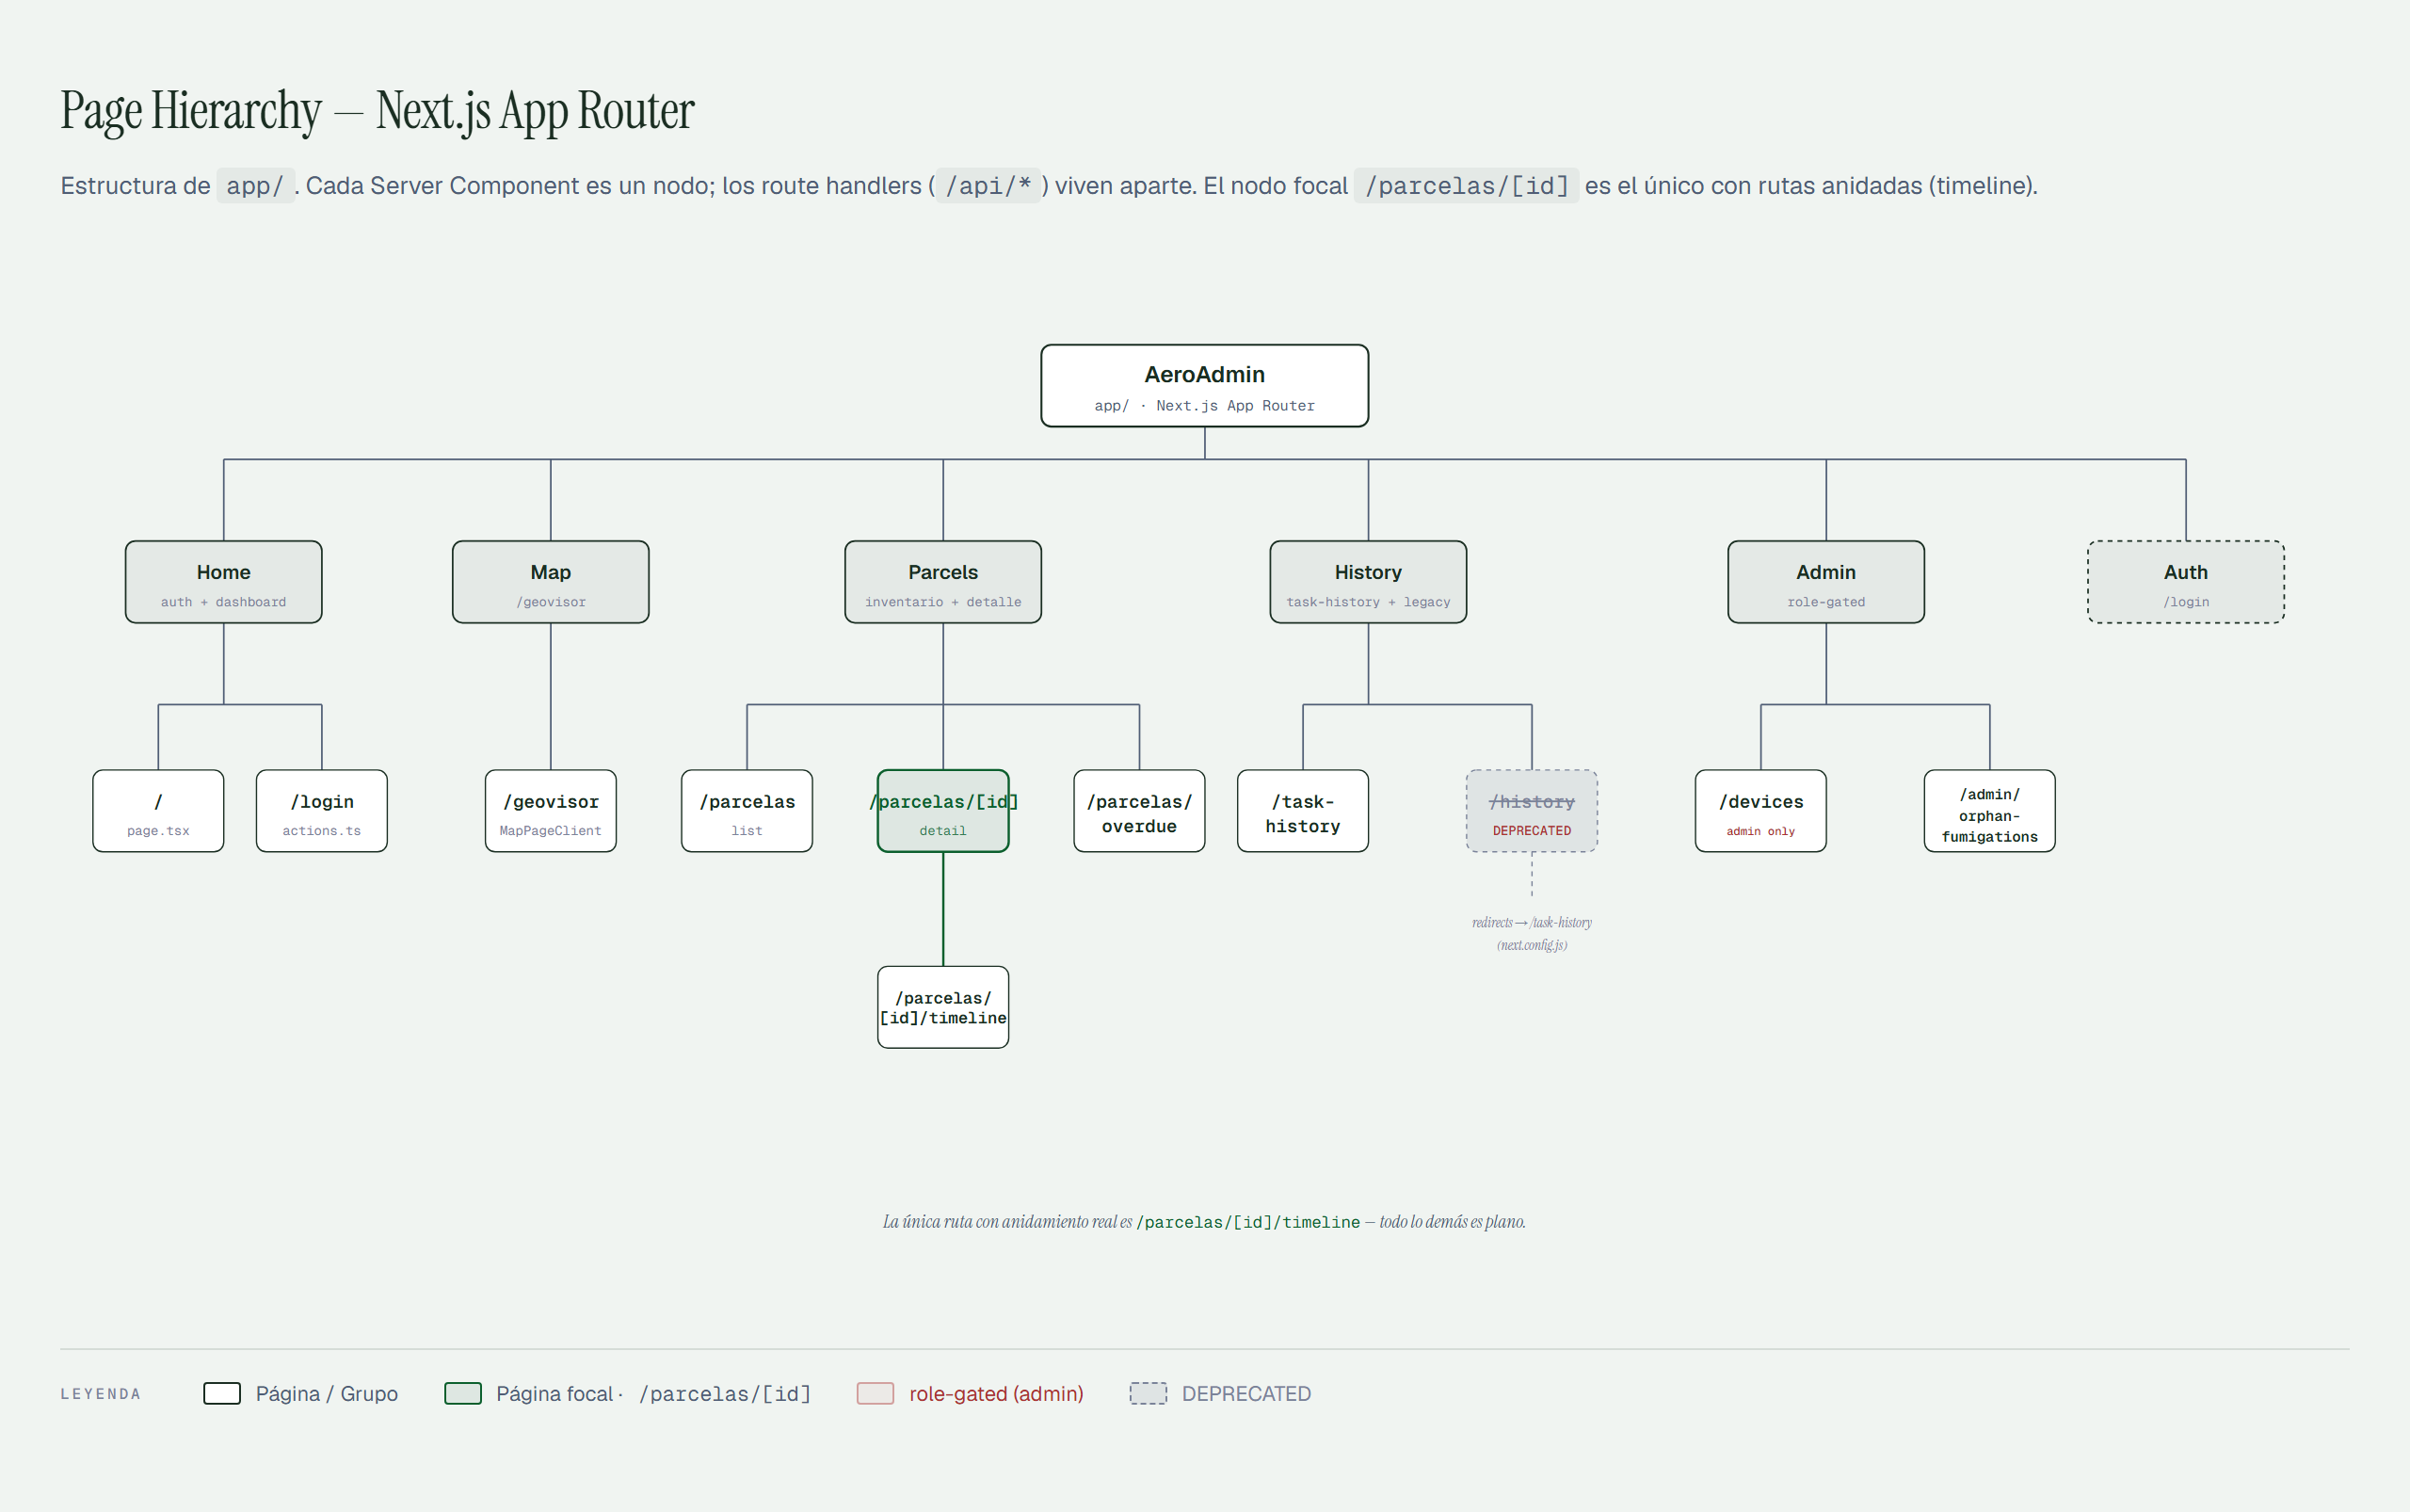 Page Hierarchy — Next.js App Router
Estructura de app/. Cada Server Component es un nodo; los route handlers (/api/*) viven aparte. El nodo focal /parcelas/[id] es el único con rutas anidadas (timeline).
AeroAdmin
app/ · Next.js App Router
Home
auth + dashboard
Map
/geovisor
Parcels
inventario + detalle
History
task-history + legacy
Admin
role-gated
Auth
/login
/
page.tsx
/login
actions.ts
/geovisor
MapPageClient
/parcelas
list
/parcelas/[id]
detail
/parcelas/
overdue
/task-
history
/history
DEPRECATED
/devices
admin only
/admin/
orphan-
fumigations
redirects → /task-history
(next.config.js)
/parcelas/
[id]/timeline
La única ruta con anidamiento real es /parcelas/[id]/timeline — todo lo demás es plano.
LEYENDA
Página / Grupo
Página focal · /parcelas/[id]
role-gated (admin)
DEPRECATED